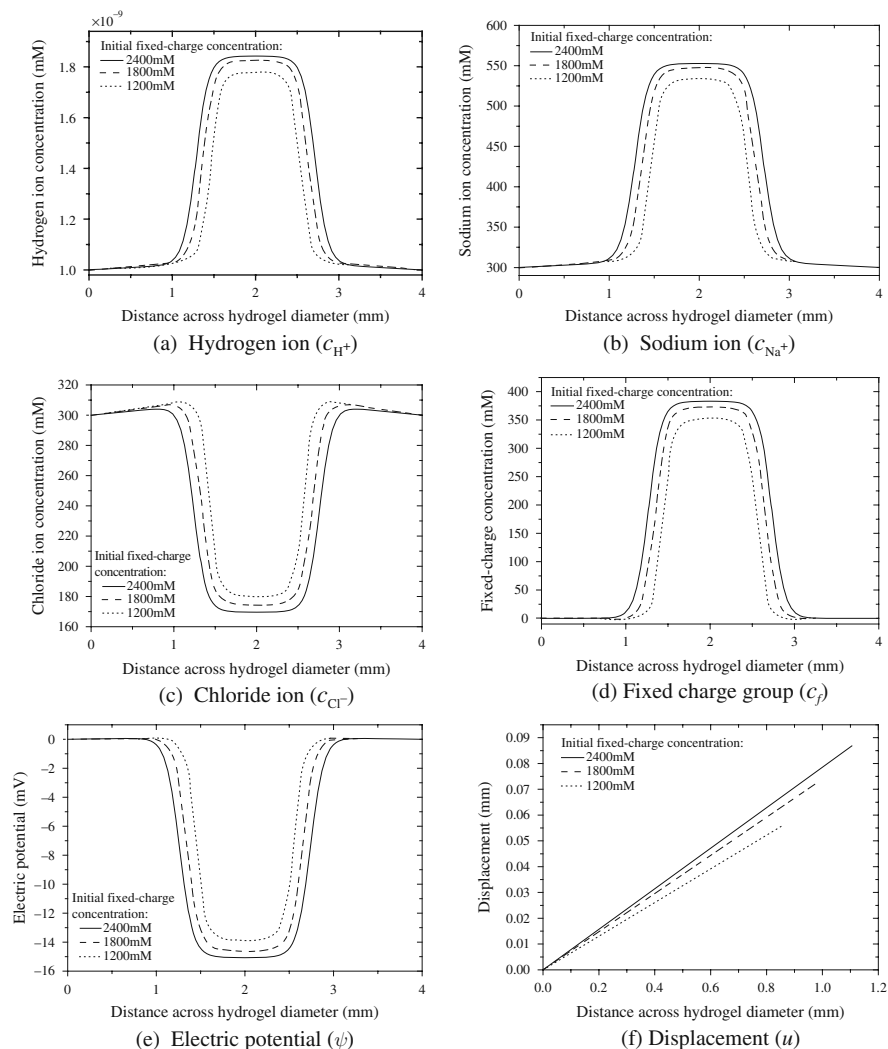 ×10⁻⁹
Initial fixed-charge concentration:
2400mM
1800mM
1200mM
1.8
1.6
1.4
1.2
1.0
Hydrogen ion concentration (mM)
0 1 2 3 4
Distance across hydrogel diameter (mm)
(a) Hydrogen ion (c_H⁺)
600
550
500
450
400
350
300
Sodium ion concentration (mM)
Initial fixed-charge concentration:
2400mM
1800mM
1200mM
0 1 2 3 4
Distance across hydrogel diameter (mm)
(b) Sodium ion (c_Na⁺)
320
300
280
260
240
220
200
180
160
Chloride ion concentration (mM)
Initial fixed-charge
concentration:
2400mM
1800mM
1200mM
0 1 2 3 4
Distance across hydrogel diameter (mm)
(c) Chloride ion (c_Cl⁻)
400
350
300
250
200
150
100
50
0
Fixed-charge concentration (mM)
Initial fixed-charge concentration:
2400mM
1800mM
1200mM
0 1 2 3 4
Distance across hydrogel diameter (mm)
(d) Fixed charge group (c_f)
0
−2
−4
−6
−8
−10
−12
−14
−16
Electric potential (mV)
Initial fixed-charge
concentration:
2400mM
1800mM
1200mM
0 1 2 3 4
Distance across hydrogel diameter (mm)
(e) Electric potential (ψ)
0.09
0.08
0.07
0.06
0.05
0.04
0.03
0.02
0.01
0.00
Displacement (mm)
Initial fixed-charge concentration:
2400mM
1800mM
1200mM
0.0 0.2 0.4 0.6 0.8 1.0 1.2
Distance across hydrogel diameter (mm)
(f) Displacement (u)